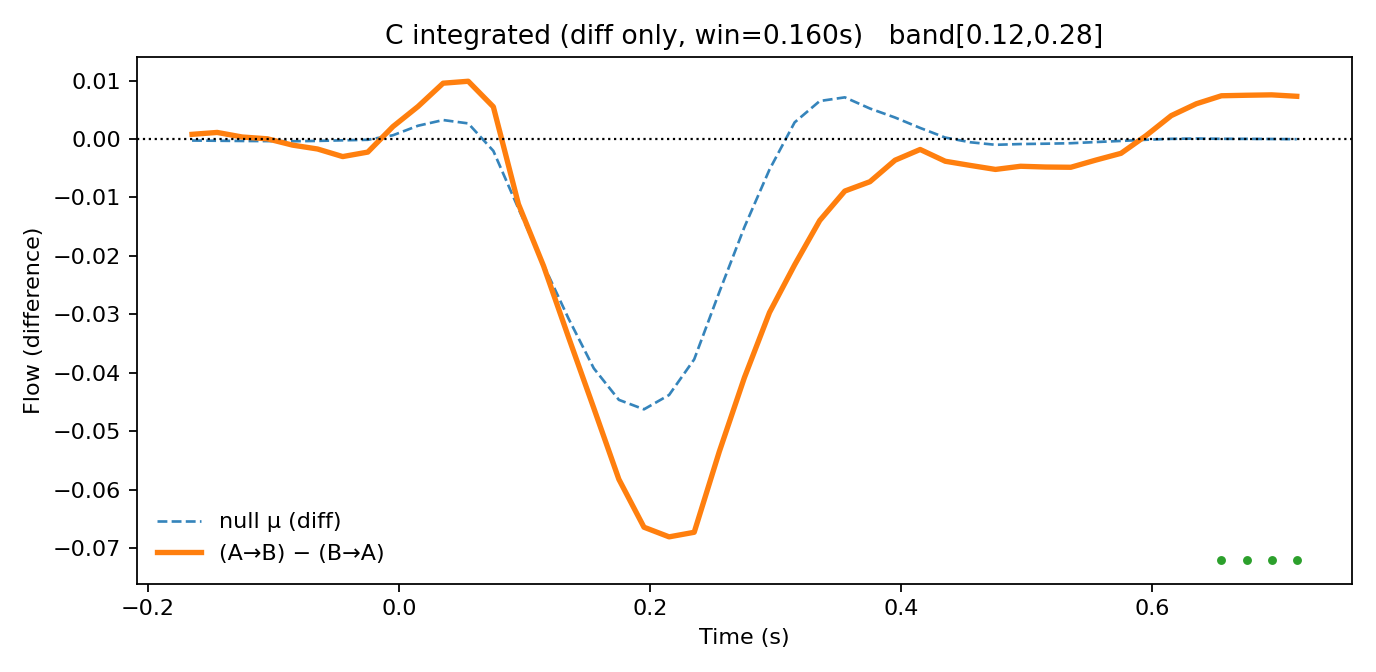 C integrated (diff only, win=0.160s)   band[0.12,0.28]
Flow (difference)
0.01
0.00
−0.01
−0.02
−0.03
−0.04
−0.05
−0.06
−0.07
null μ (diff)
(A→B) − (B→A)
−0.2
0.0
0.2
0.4
0.6
Time (s)